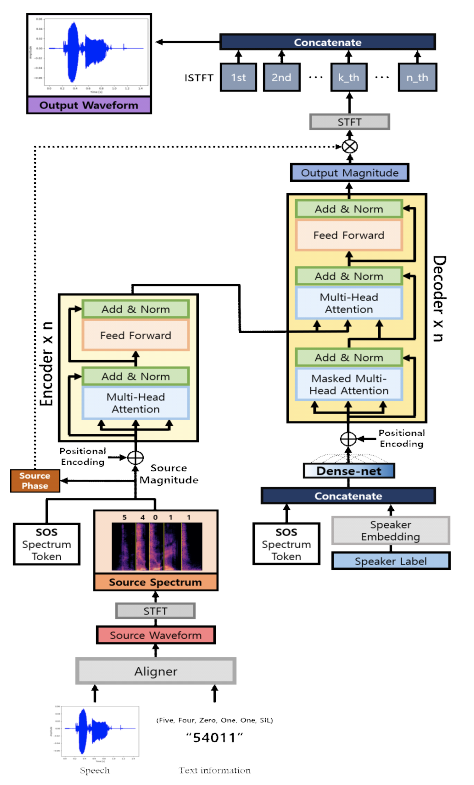 Concatenate
ISTFT
1st
2nd
...
k_th
...
n_th
Output Waveform
STFT
Output Magnitude
Add & Norm
Feed Forward
Add & Norm
Multi-Head
Attention
Add & Norm
Masked Multi-
Head Attention
Decoder x n
Encoder x n
Add & Norm
Feed Forward
Add & Norm
Multi-Head
Attention
Positional
Encoding
Positional
Encoding
Source
Phase
Source
Magnitude
Dense-net
Concatenate
SOS
Spectrum
Token
5 4 0 1 1
Source Spectrum
SOS
Spectrum
Token
Speaker
Embedding
Speaker Label
STFT
Source Waveform
Aligner
(Five, Four, Zero, One, One, SIL)
"54011"
Speech
Text information